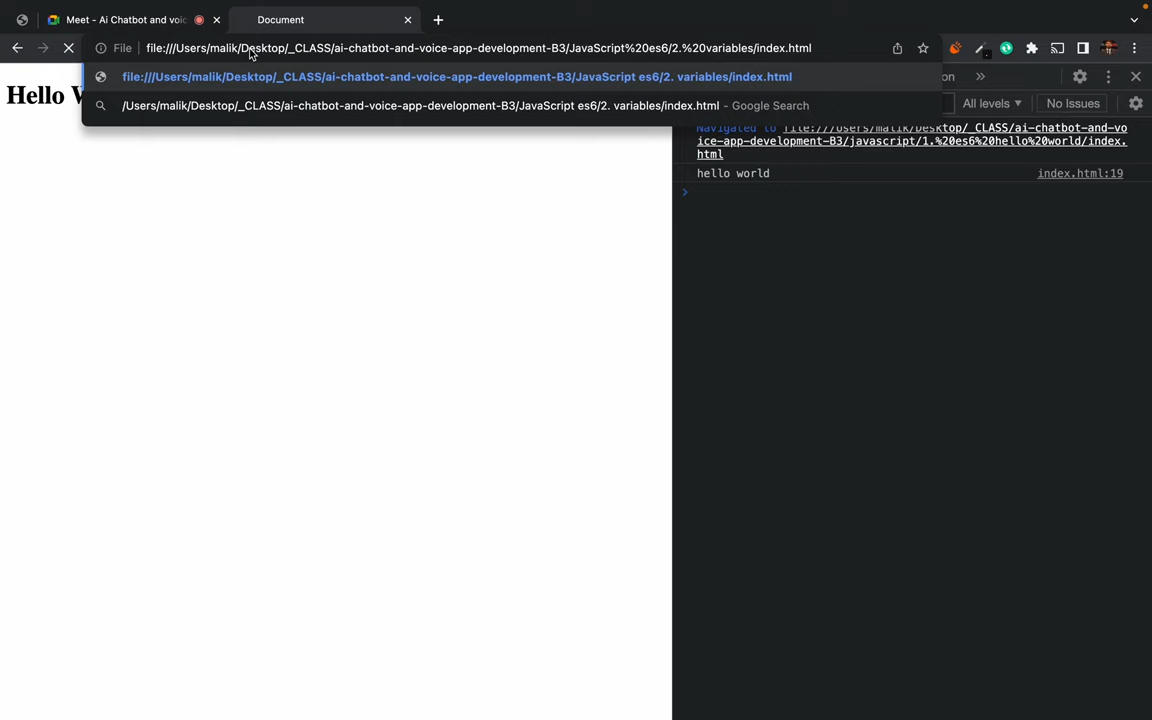 Meet - Ai Chatbot and voic
Document
File
file:///Users/malik/Desktop/_CLASS/ai-chatbot-and-voice-app-development-B3/JavaScript%20es6/2.%20variables/index.html
file:///Users/malik/Desktop/_CLASS/ai-chatbot-and-voice-app-development-B3/JavaScript es6/2. variables/index.html
/Users/malik/Desktop/_CLASS/ai-chatbot-and-voice-app-development-B3/JavaScript es6/2. variables/index.html - Google Search
Hello
All levels
No Issues
Navigated to file:///Users/malik/Desktop/_CLASS/ai-chatbot-and-vo
ice-app-development-B3/javascript/1.%20es6%20hello%20world/index.
html
hello world index.html:19